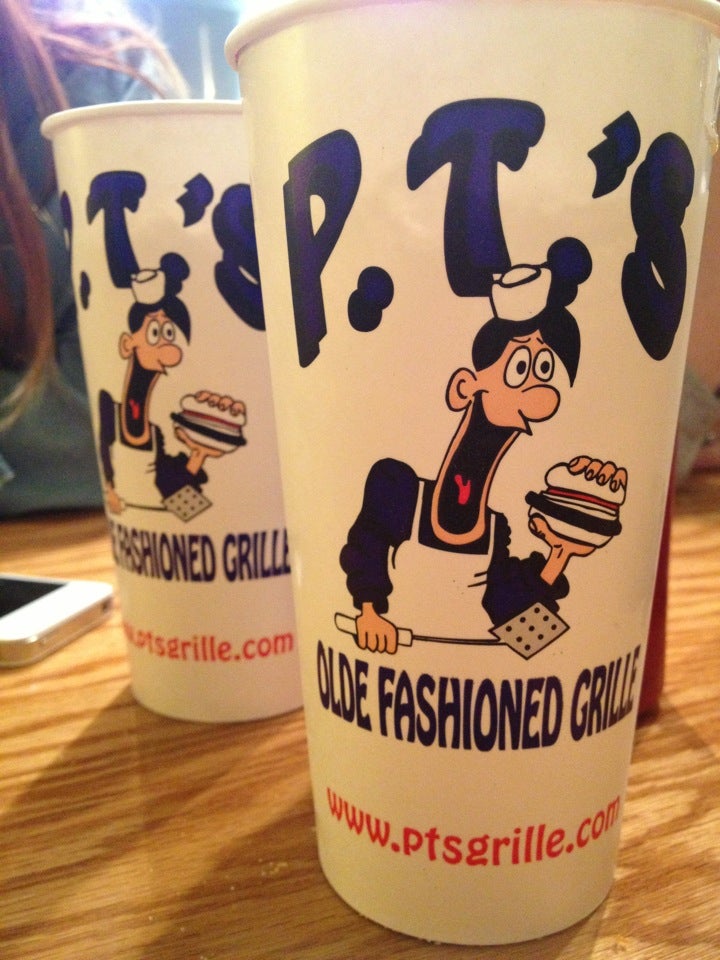 P.T.'S
OLDE FASHIONED GRILLE
www.ptsgrille.com
.T.'S
FASHIONED GRILLE
.ptsgrille.com